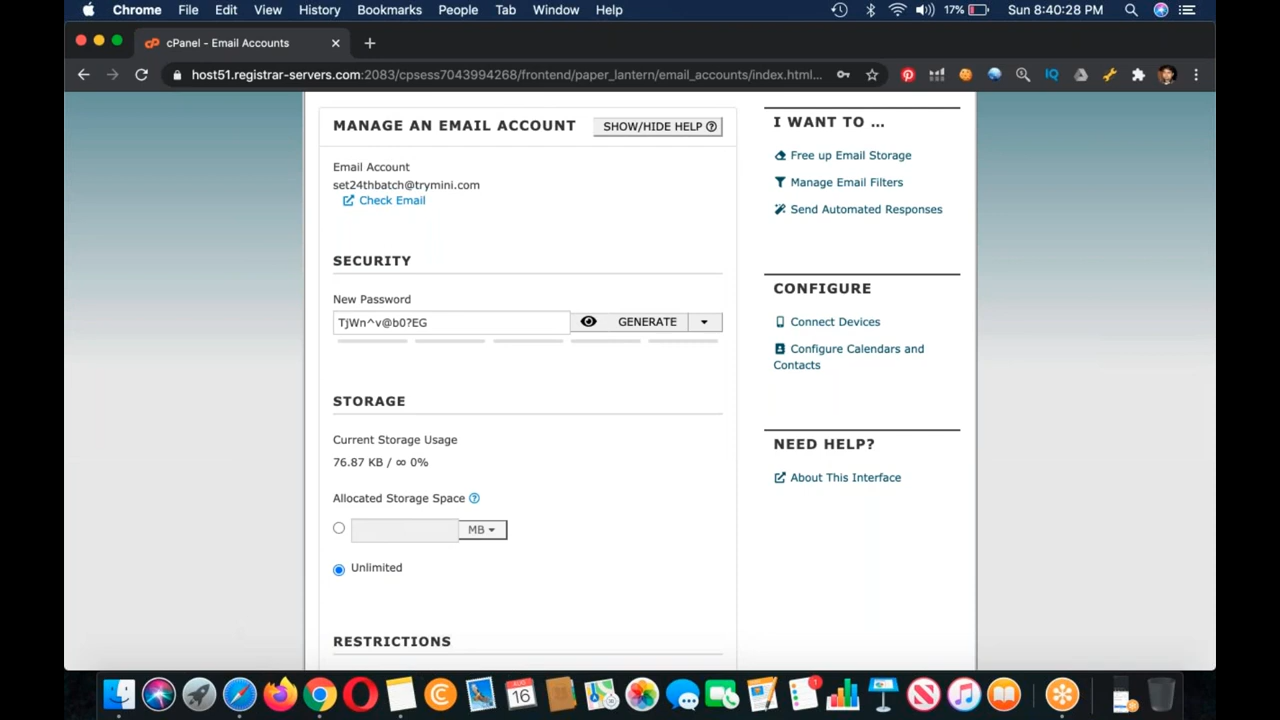 Chrome File Edit View History Bookmarks People Tab Window Help 17% Sun 8:40:28 PM
cPanel - Email Accounts
host51.registrar-servers.com:2083/cpsess7043994268/frontend/paper_lantern/email_accounts/index.html...
MANAGE AN EMAIL ACCOUNT
SHOW/HIDE HELP
Email Account
set24thbatch@trymini.com
Check Email
SECURITY
New Password
TjWn^v@b0?EG
GENERATE
STORAGE
Current Storage Usage
76.87 KB / ∞ 0%
Allocated Storage Space
MB
Unlimited
RESTRICTIONS
I WANT TO ...
Free up Email Storage
Manage Email Filters
Send Automated Responses
CONFIGURE
Connect Devices
Configure Calendars and
Contacts
NEED HELP?
About This Interface
16
1